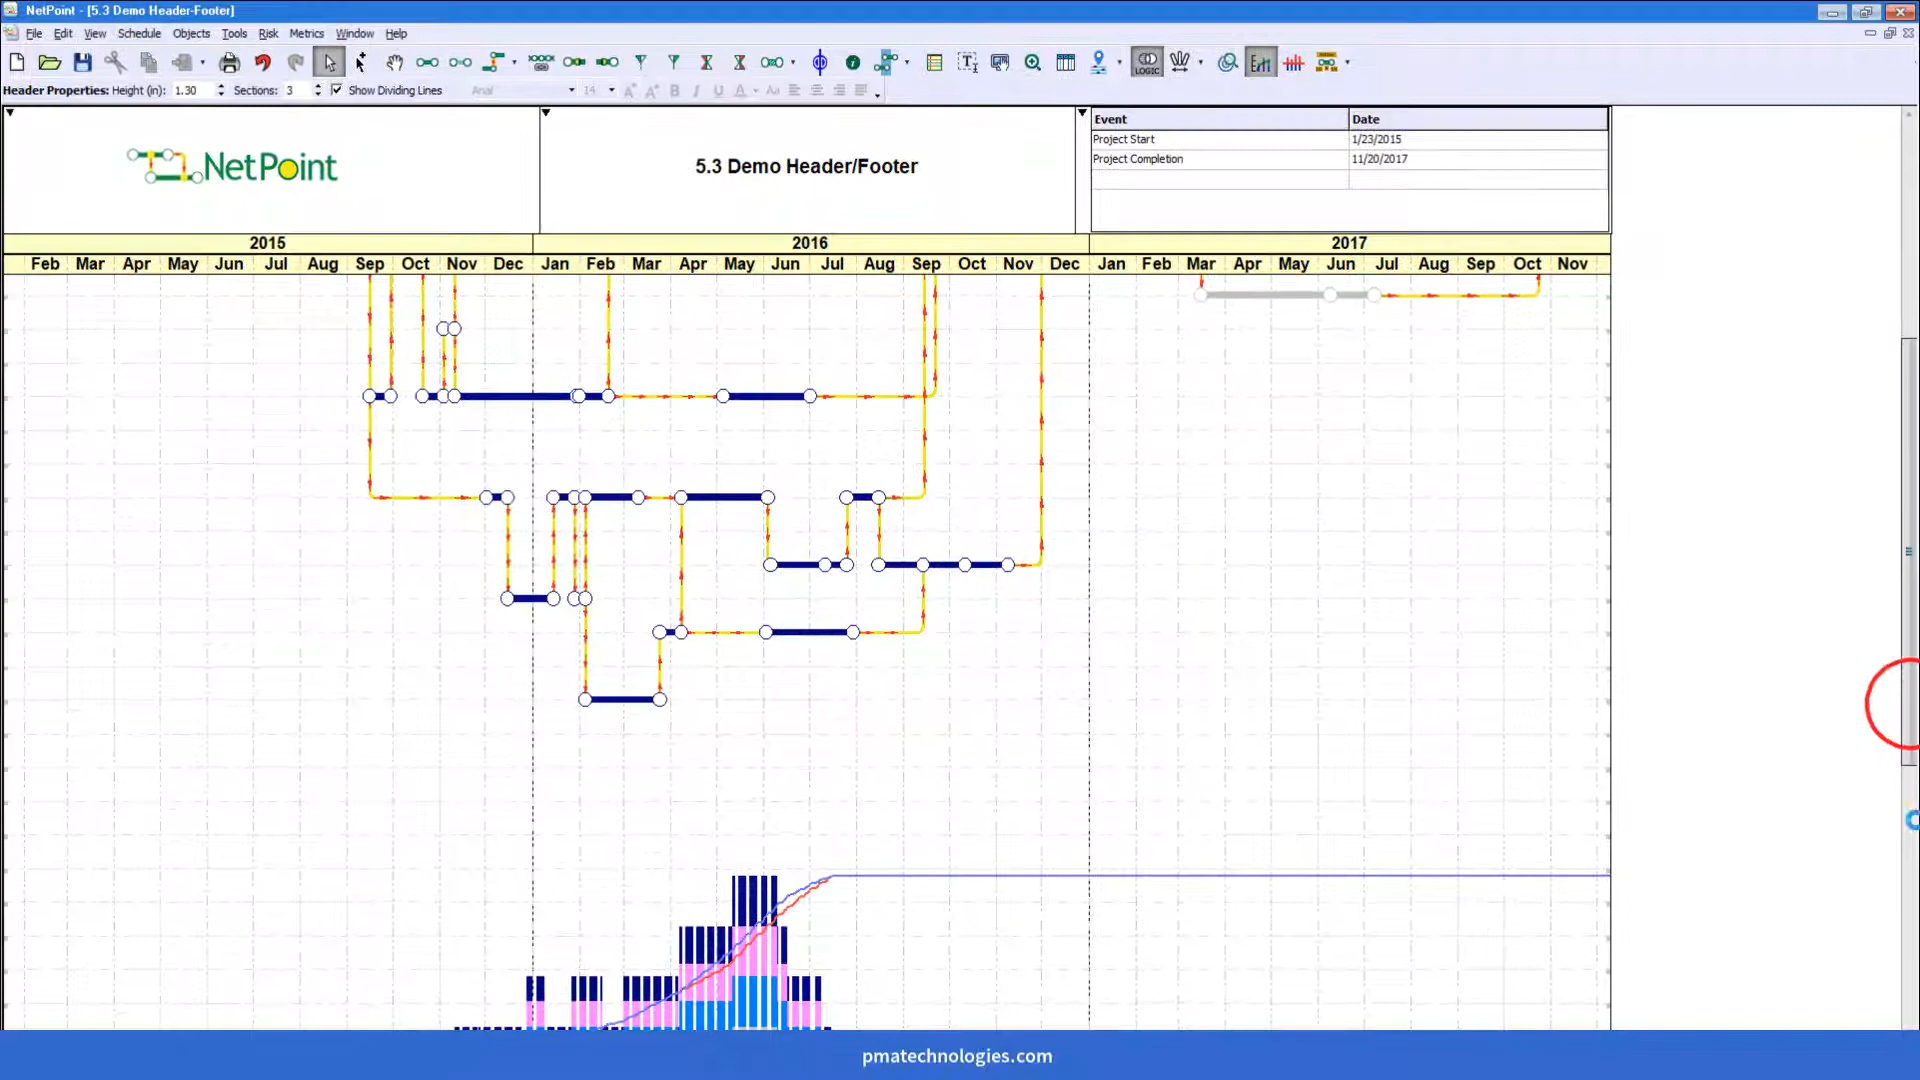 NetPoint - [5.3 Demo Header-Footer]
File Edit View Schedule Objects Tools Risk Metrics Window Help
LOGIC
Header Properties: Height (in): 1.30 Sections: 3 Show Dividing Lines Arial 14 A A B I U A Aa
NetPoint
5.3 Demo Header/Footer
Event Date
Project Start 1/23/2015
Project Completion 11/20/2017
2015 2016 2017
Feb Mar Apr May Jun Jul Aug Sep Oct Nov Dec Jan Feb Mar Apr May Jun Jul Aug Sep Oct Nov Dec Jan Feb Mar Apr May Jun Jul Aug Sep Oct Nov
pmatechnologies.com